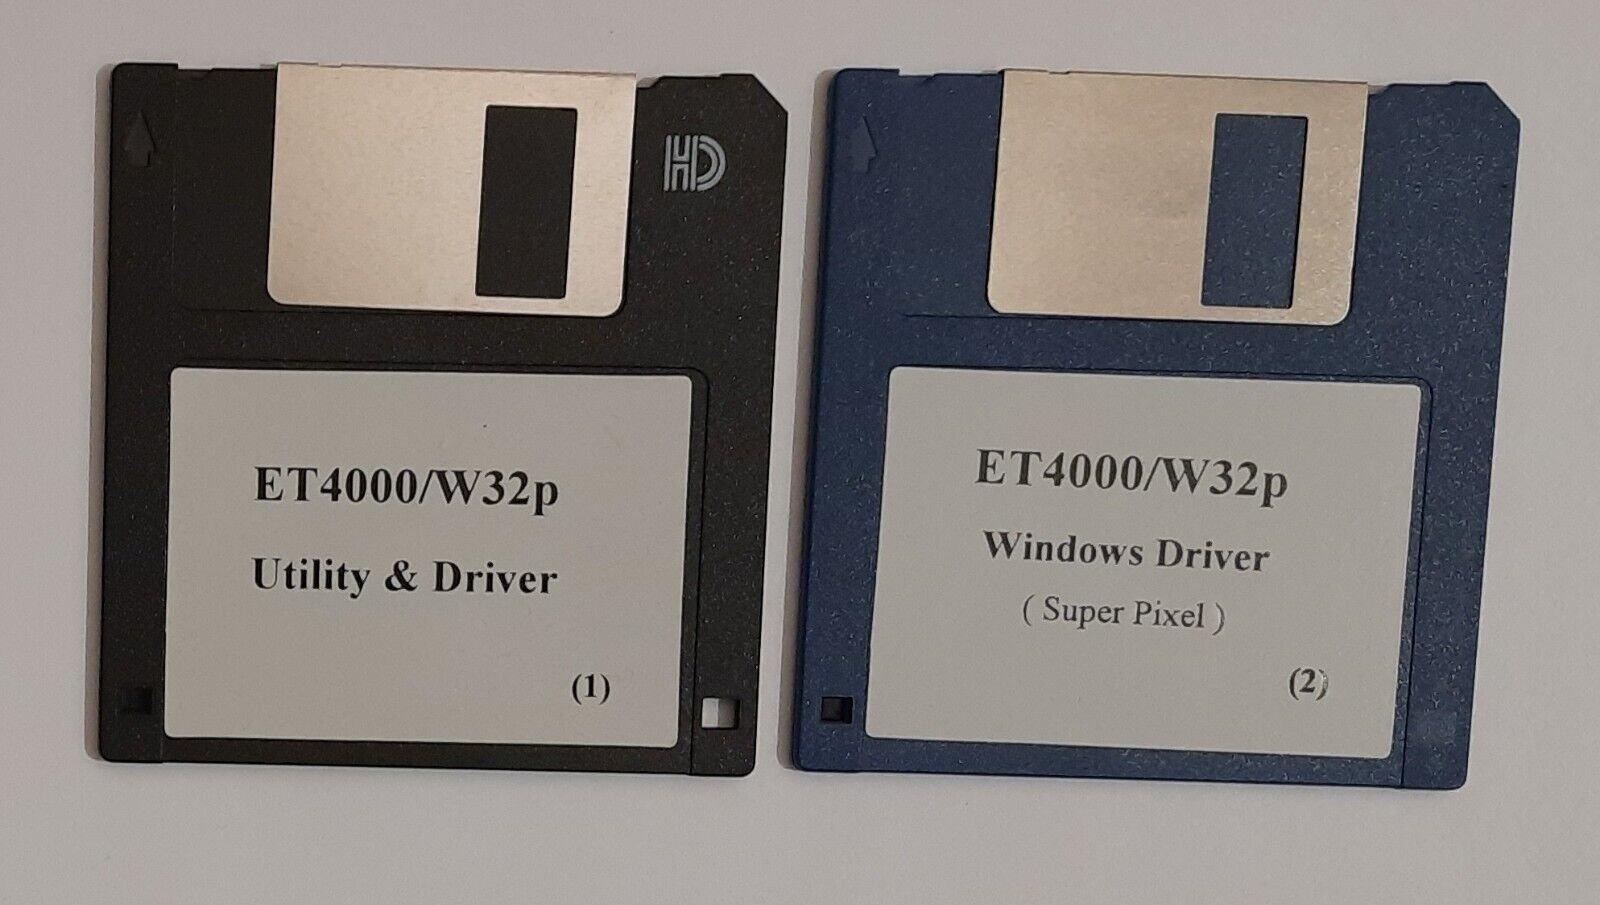 HD
ET4000/W32p
Utility & Driver
(1)
ET4000/W32p
Windows Driver
( Super Pixel )
(2)